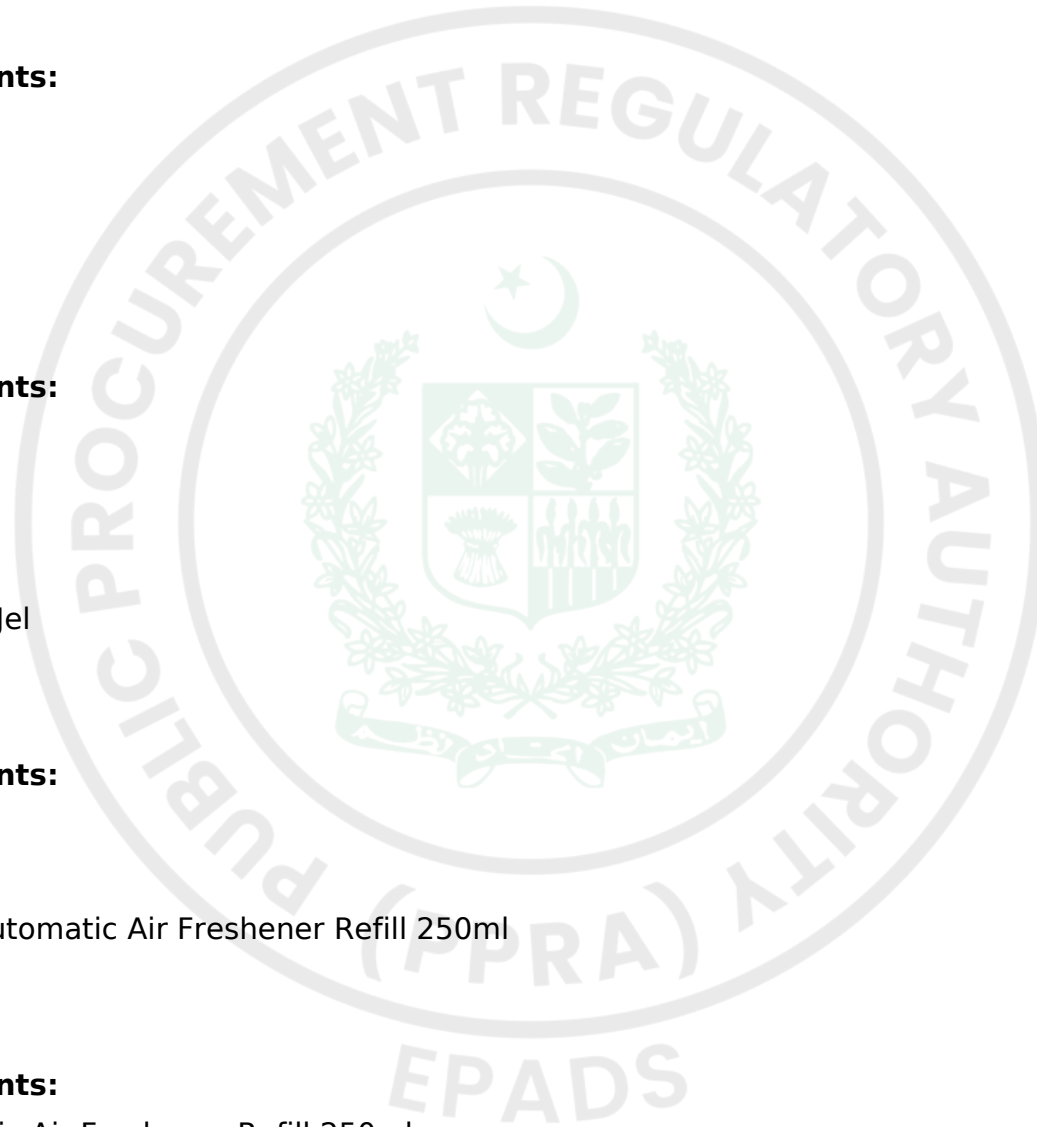 nts:
nts:
Jel
nts:
utomatic Air Freshener Refill 250ml
nts:
PUBLIC PROCUREMENT REGULATORY AUTHORITY
(PPRA)
EPADS